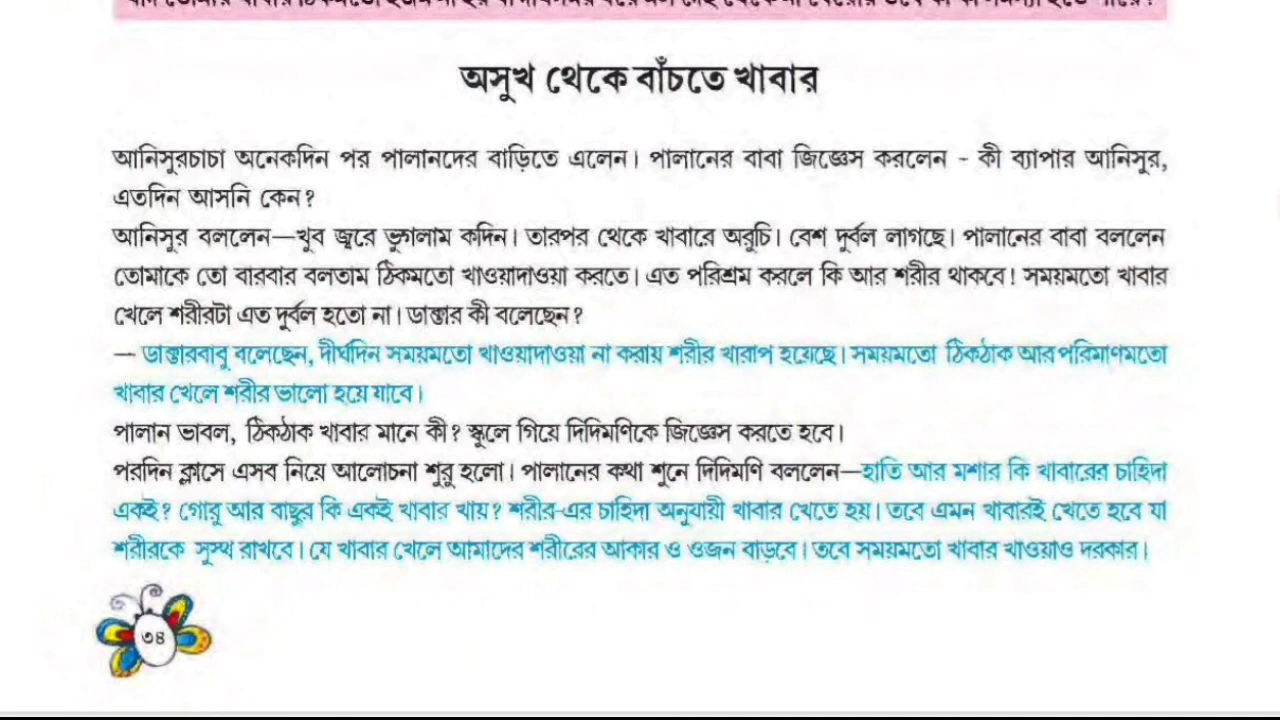 অসুখ থেকে বাঁচতে খাবার
আনিসুরচাচা অনেকদিন পর পালানদের বাড়িতে এলেন। পালানের বাবা জিজ্ঞেস করলেন - কী ব্যাপার আনিসুর,
এতদিন আসনি কেন?
আনিসুর বললেন—খুব জ্বরে ভুগলাম কদিন। তারপর থেকে খাবারে অরুচি। বেশ দুর্বল লাগছে। পালানের বাবা বললেন
তোমাকে তো বারবার বলতাম ঠিকমতো খাওয়াদাওয়া করতে। এত পরিশ্রম করলে কি আর শরীর থাকবে! সময়মতো খাবার
খেলে শরীরটা এত দুর্বল হতো না। ডাক্তার কী বলেছেন?
— ডাক্তারবাবু বলেছেন, দীর্ঘদিন সময়মতো খাওয়াদাওয়া না করায় শরীর খারাপ হয়েছে। সময়মতো ঠিকঠাক আর পরিমাণমতো
খাবার খেলে শরীর ভালো হয়ে যাবে।
পালান ভাবল, ঠিকঠাক খাবার মানে কী? স্কুলে গিয়ে দিদিমণিকে জিজ্ঞেস করতে হবে।
পরদিন ক্লাসে এসব নিয়ে আলোচনা শুরু হলো। পালানের কথা শুনে দিদিমণি বললেন—হাতি আর মশার কি খাবারের চাহিদা
একই? গোরু আর বাছুর কি একই খাবার খায়? শরীর-এর চাহিদা অনুযায়ী খাবার খেতে হয়। তবে এমন খাবারই খেতে হবে যা
শরীরকে সুস্থ রাখবে। যে খাবার খেলে আমাদের শরীরের আকার ও ওজন বাড়বে। তবে সময়মতো খাবার খাওয়াও দরকার।
৩৪